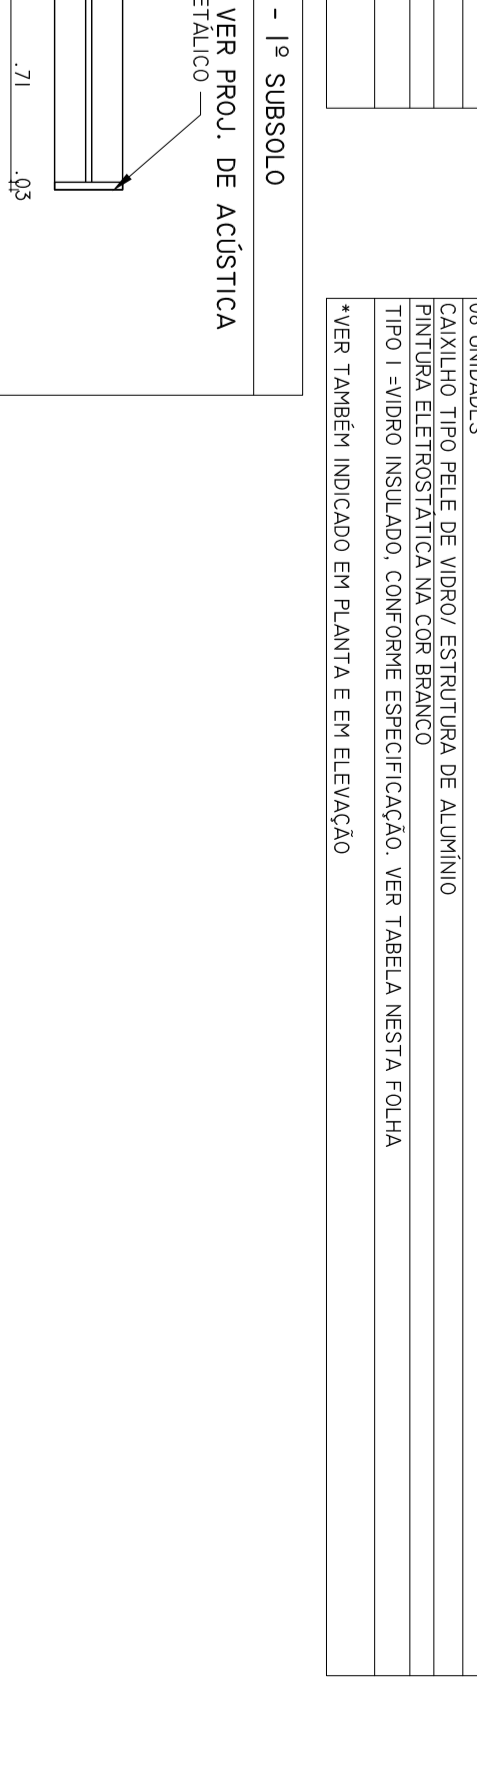 06 UNIDADES
CAIXILHO TIPO PELE DE VIDRO/ ESTRUTURA DE ALUMÍNIO
PINTURA ELETROSTÁTICA NA COR BRANCO
TIPO I =VIDRO INSULADO, CONFORME ESPECIFICAÇÃO. VER TABELA NESTA FOLHA
*VER TAMBÉM INDICADO EM PLANTA E EM ELEVAÇÃO
- 1º SUBSOLO
VER PROJ. DE ACÚSTICA
ETÁLICO
.71 .03